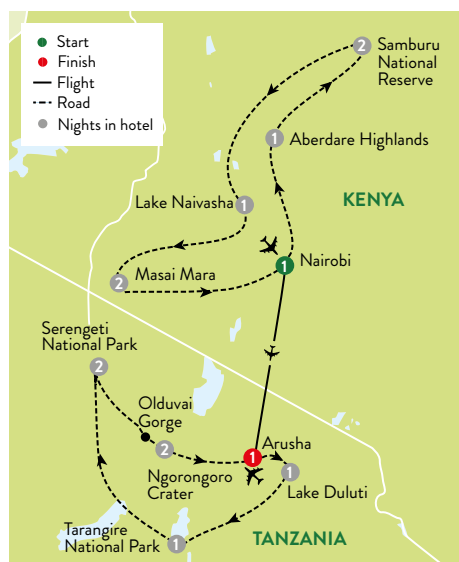 Start
Finish
Flight
Road
Nights in hotel
2
Samburu
National
Reserve
1
Aberdare Highlands
Lake Naivasha
1
KENYA
1
Nairobi
2
Masai Mara
Serengeti
National Park
2
Olduvai
Gorge
2
Ngorongoro
Crater
Arusha
1
1
Lake Duluti
Tarangire
National Park
1
TANZANIA